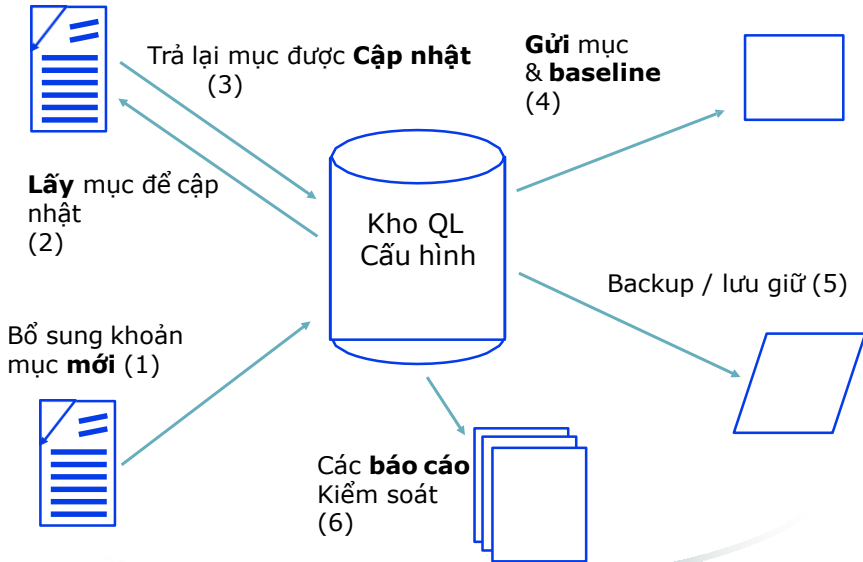 Trả lại mục được Cập nhật
(3)
Gửi mục
& baseline
(4)
Lấy mục để cập
nhật
(2)
Kho QL
Cấu hình
Backup / lưu giữ (5)
Bổ sung khoản
mục mới (1)
Các báo cáo
Kiểm soát
(6)